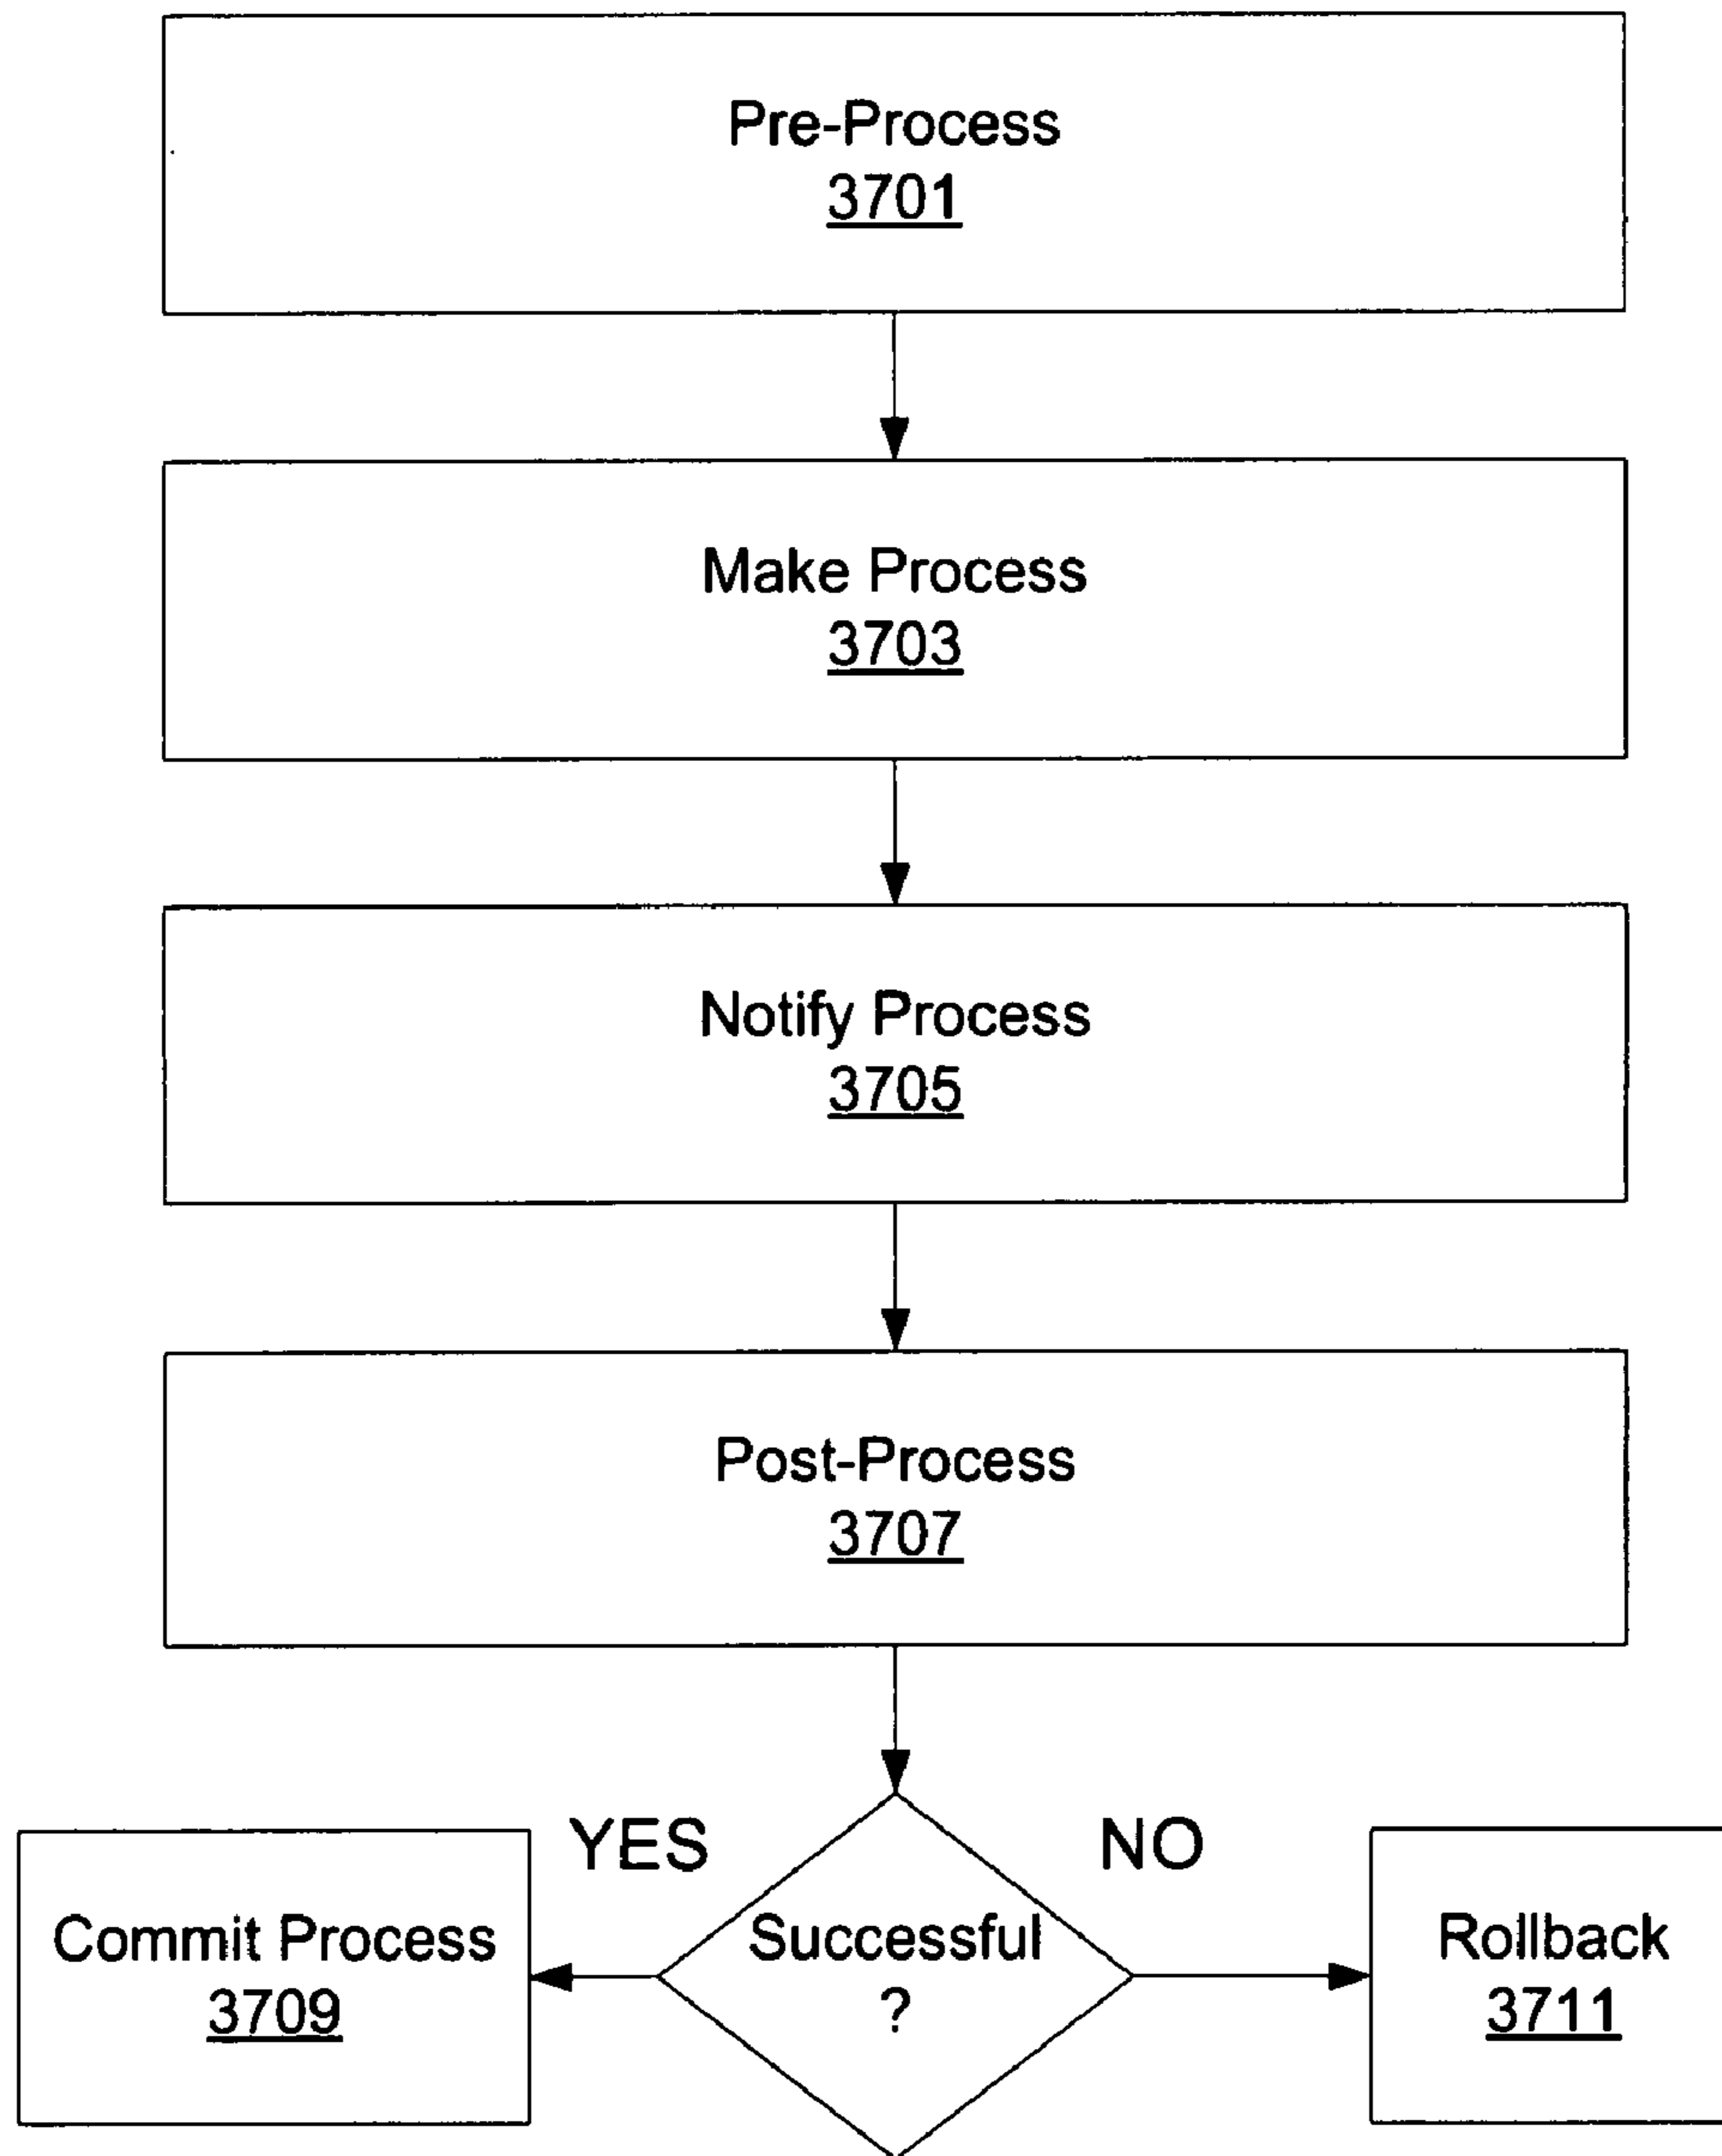 Pre-Process
3701
Make Process
3703
Notify Process
3705
Post-Process
3707
YES
NO
Commit Process
3709
Successful
?
Rollback
3711